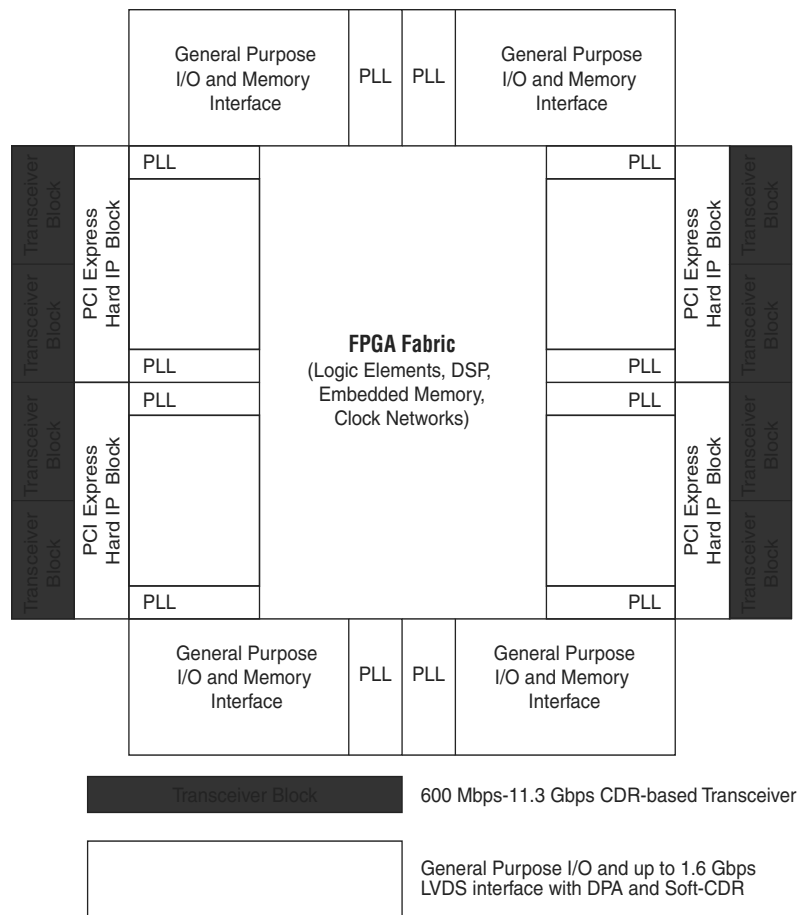 General Purpose
I/O and Memory
Interface
PLL
PLL
General Purpose
I/O and Memory
Interface
Transceiver
Block
Transceiver
Block
PCI Express
Hard IP Block
PLL
PLL
PLL
PLL
PCI Express
Hard IP Block
Transceiver
Block
Transceiver
Block
FPGA Fabric
(Logic Elements, DSP,
Embedded Memory,
Clock Networks)
Transceiver
Block
Transceiver
Block
PCI Express
Hard IP Block
PLL
PLL
PLL
PLL
PCI Express
Hard IP Block
Transceiver
Block
Transceiver
Block
General Purpose
I/O and Memory
Interface
PLL
PLL
General Purpose
I/O and Memory
Interface
Transceiver Block
600 Mbps-11.3 Gbps CDR-based Transceiver
General Purpose I/O and up to 1.6 Gbps
LVDS interface with DPA and Soft-CDR